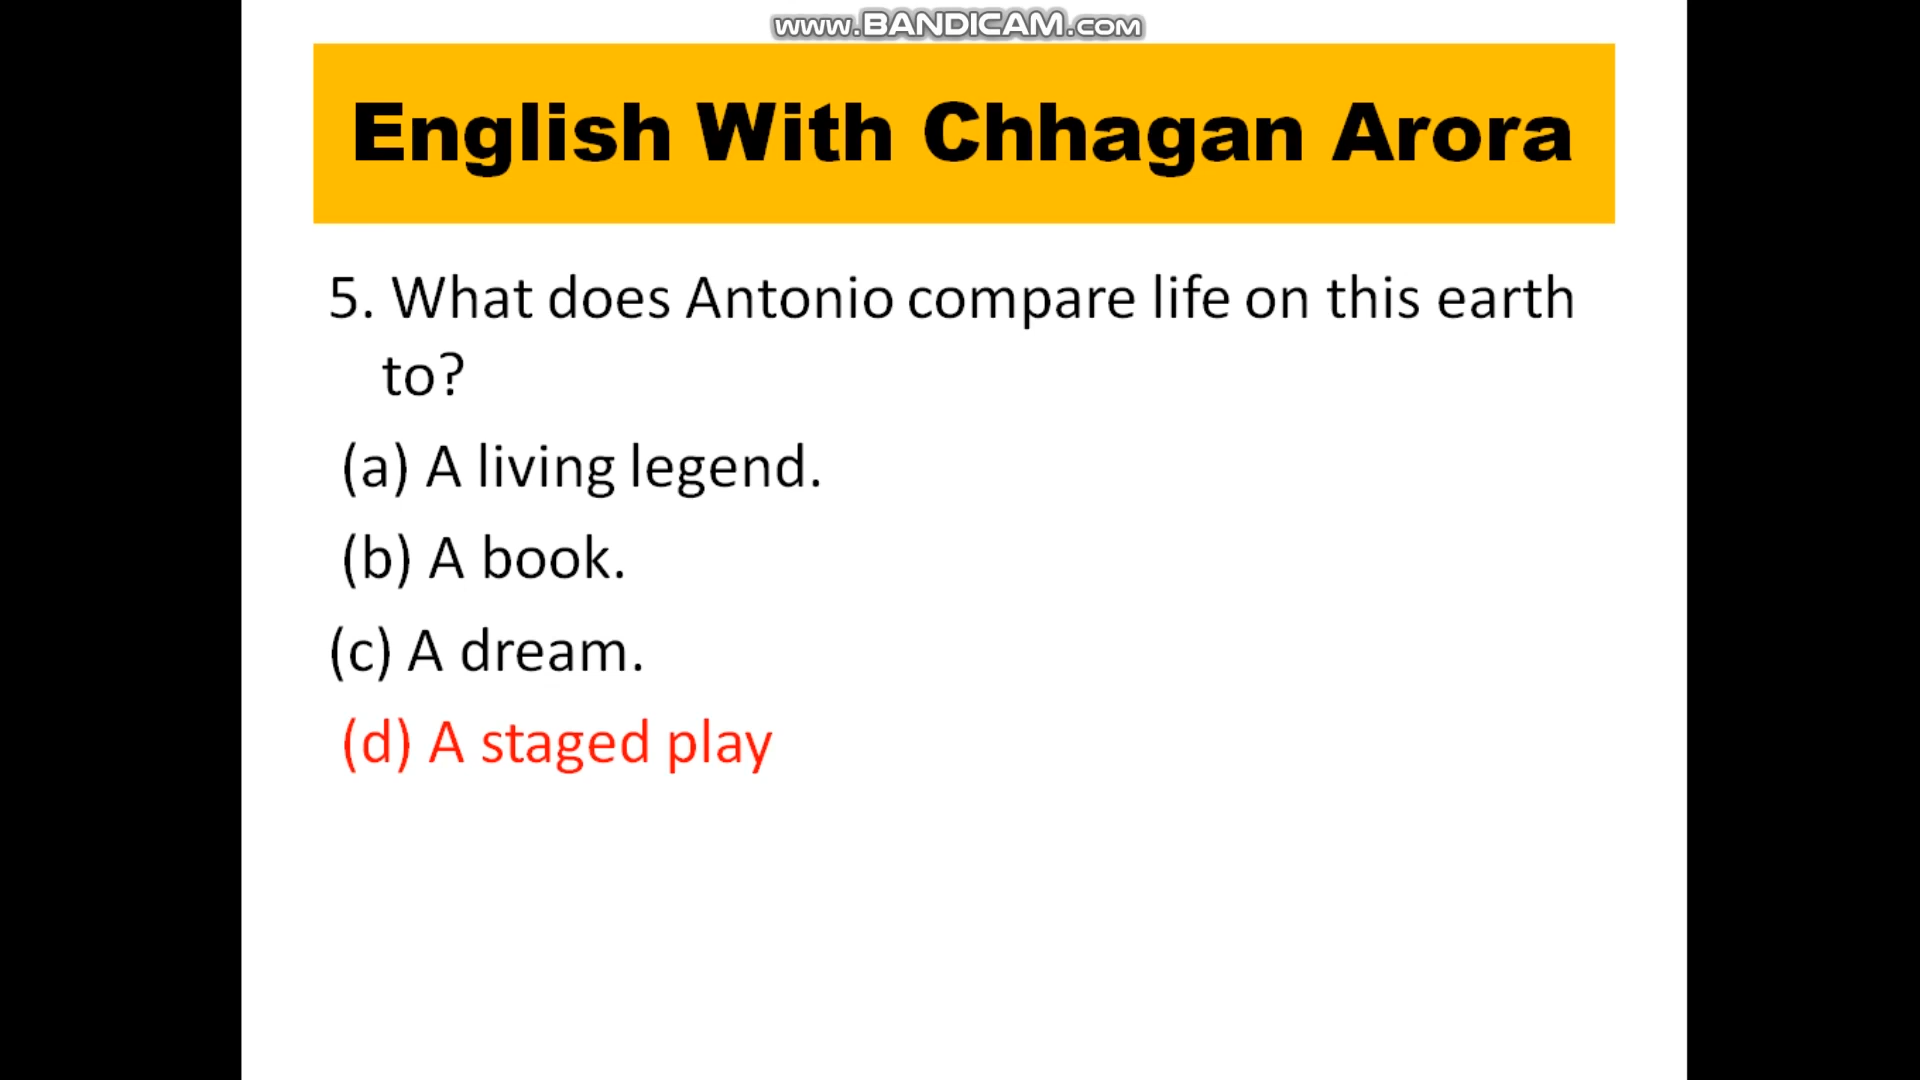 www.BANDICAM.com
English With Chhagan Arora
5. What does Antonio compare life on this earth
to?
(a) A living legend.
(b) A book.
(c) A dream.
(d) A staged play